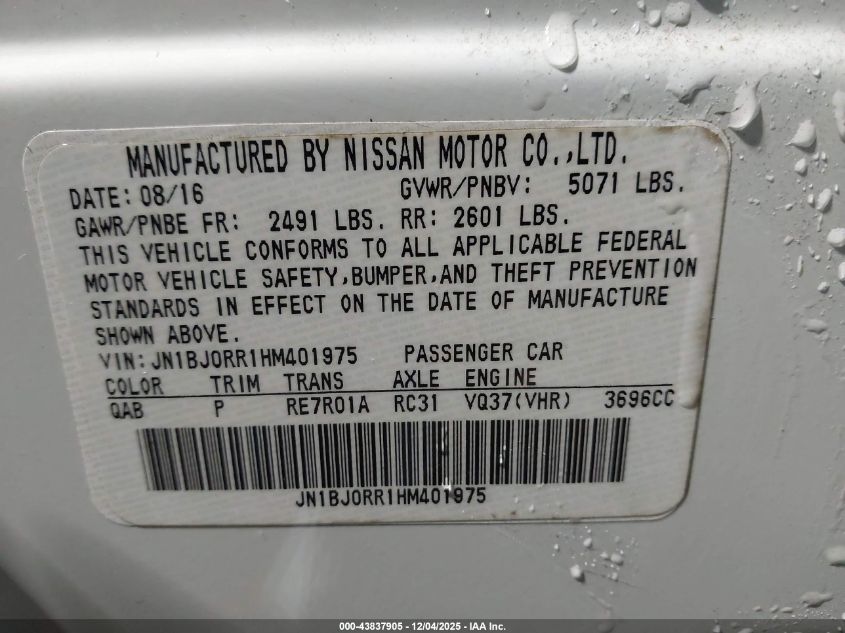 MANUFACTURED BY NISSAN MOTOR CO.,LTD.
DATE: 08/16 GVWR/PNBV: 5071 LBS.
GAWR/PNBE FR: 2491 LBS. RR: 2601 LBS.
THIS VEHICLE CONFORMS TO ALL APPLICABLE FEDERAL
MOTOR VEHICLE SAFETY,BUMPER,AND THEFT PREVENTION
STANDARDS IN EFFECT ON THE DATE OF MANUFACTURE
SHOWN ABOVE.
VIN: JN1BJ0RR1HM401975 PASSENGER CAR
COLOR TRIM TRANS AXLE ENGINE
QAB P RE7R01A RC31 VQ37(VHR) 3696CC
JN1BJ0RR1HM401975
000-43837905 - 12/04/2025 - IAA Inc.